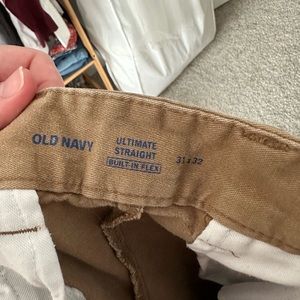 OLD NAVY
ULTIMATE
STRAIGHT
BUILT-IN FLEX
31x32